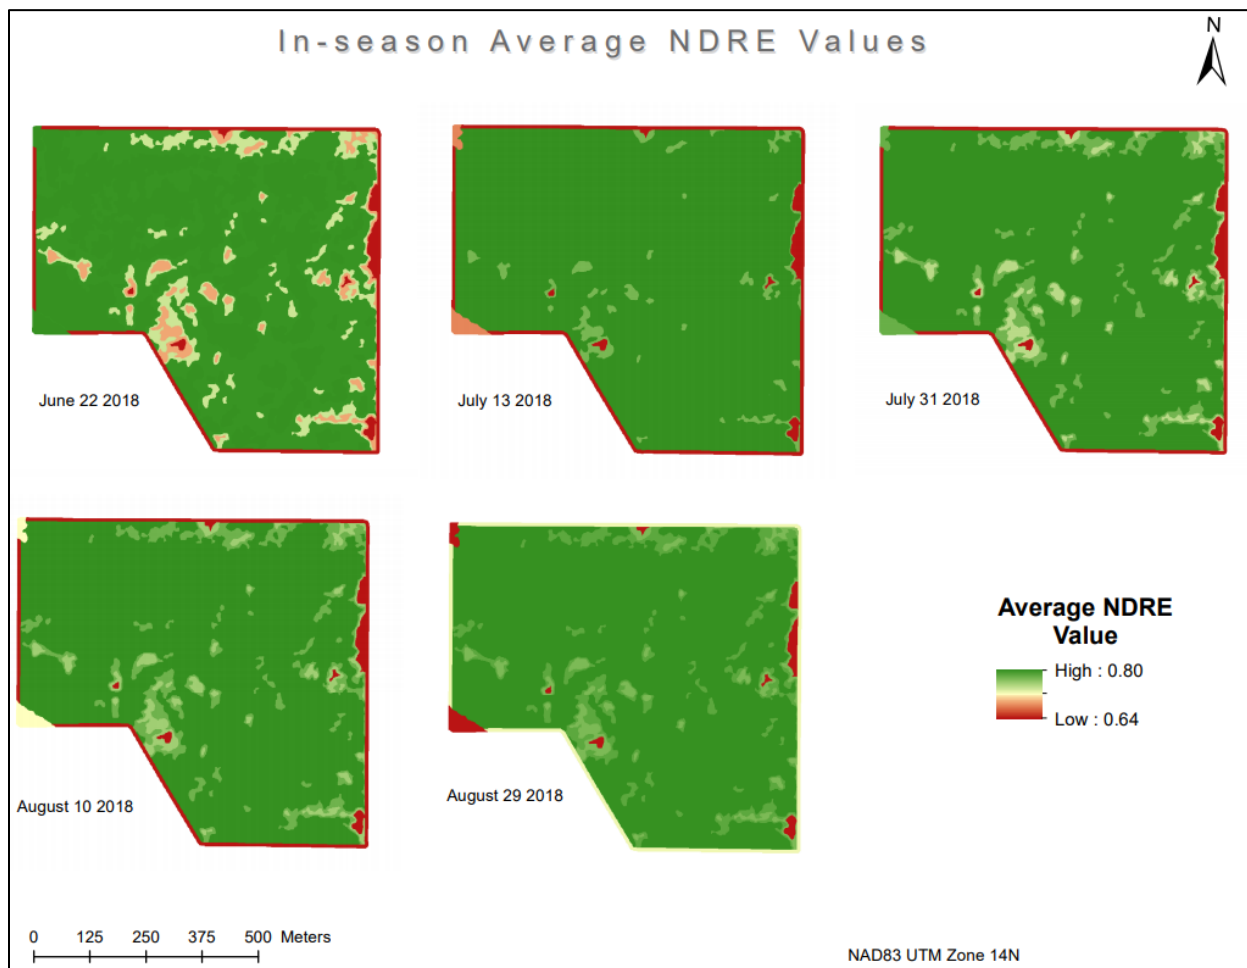 In-season Average NDRE Values
N
June 22 2018
July 13 2018
July 31 2018
August 10 2018
August 29 2018
Average NDRE
Value
High : 0.80
Low : 0.64
0 125 250 375 500 Meters
NAD83 UTM Zone 14N